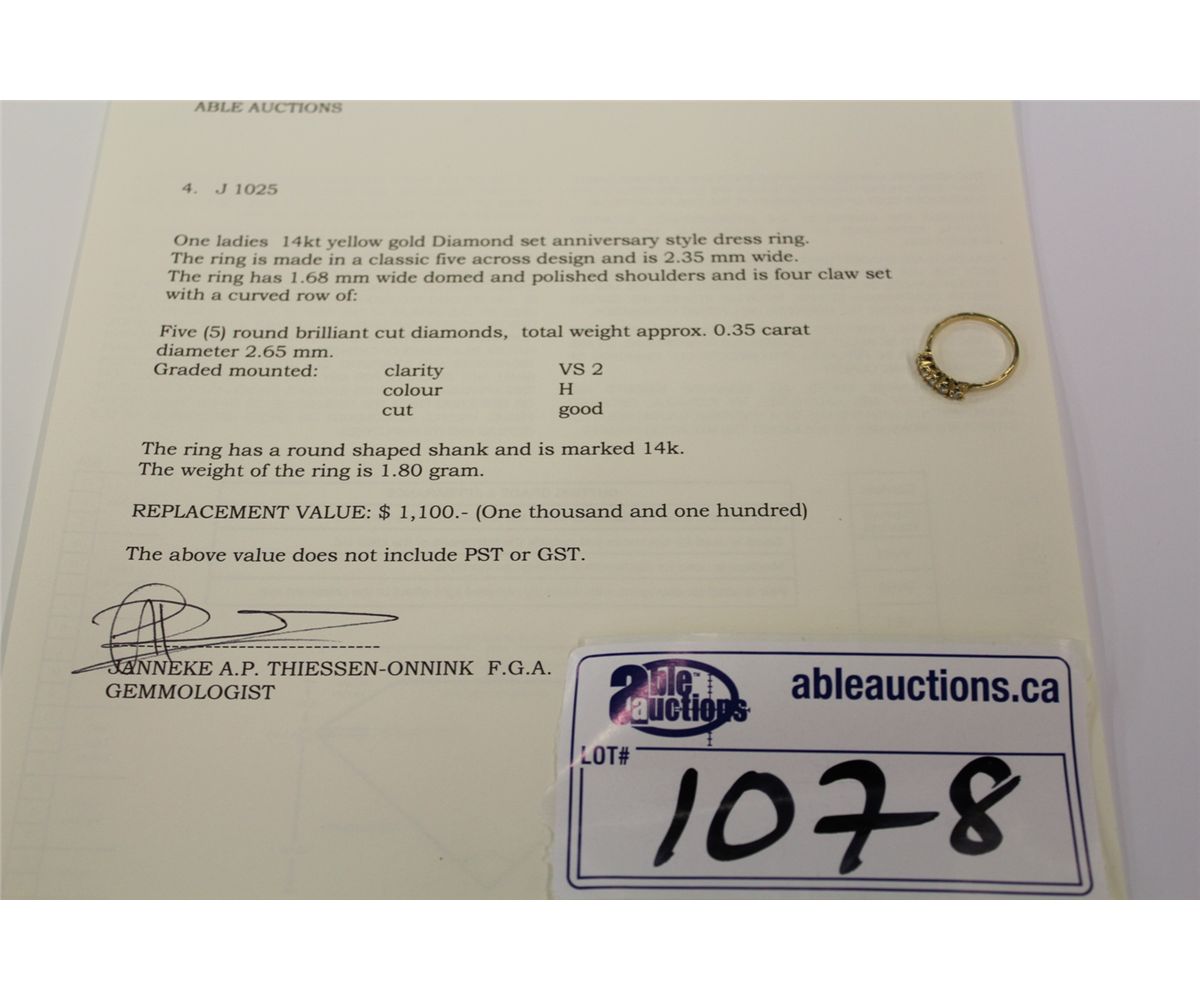 ABLE AUCTIONS
4. J 1025
One ladies 14kt yellow gold Diamond set anniversary style dress ring.
The ring is made in a classic five across design and is 2.35 mm wide.
The ring has 1.68 mm wide domed and polished shoulders and is four claw set
with a curved row of:
Five (5) round brilliant cut diamonds, total weight approx. 0.35 carat
diameter 2.65 mm.
Graded mounted: clarity VS 2
colour H
cut good
The ring has a round shaped shank and is marked 14k.
The weight of the ring is 1.80 gram.
REPLACEMENT VALUE: $ 1,100.- (One thousand and one hundred)
The above value does not include PST or GST.
JANNEKE A.P. THIESSEN-ONNINK F.G.A.
GEMMOLOGIST
able auctions™
ableauctions.ca
LOT#
1078